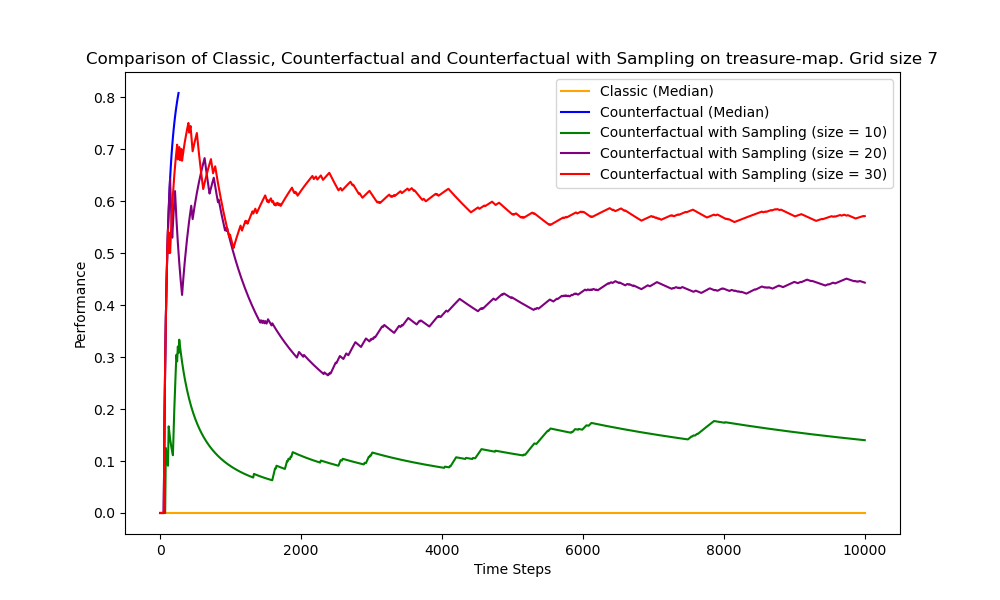 Comparison of Classic, Counterfactual and Counterfactual with Sampling on treasure-map. Grid size 7
Classic (Median)
Counterfactual (Median)
Counterfactual with Sampling (size = 10)
Counterfactual with Sampling (size = 20)
Counterfactual with Sampling (size = 30)
Performance
0.8
0.7
0.6
0.5
0.4
0.3
0.2
0.1
0.0
0 2000 4000 6000 8000 10000
Time Steps